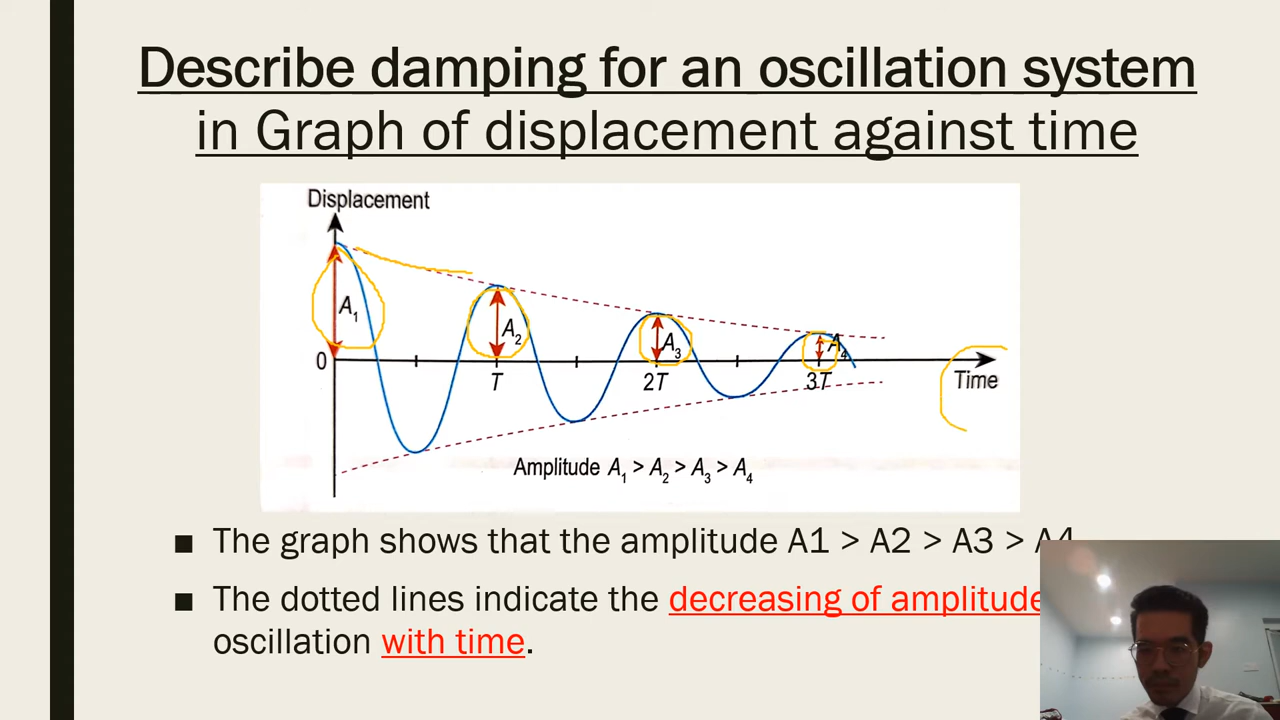 Describe damping for an oscillation system
in Graph of displacement against time
Displacement
A1
A2
A3
A4
0
T
2T
3T
Time
Amplitude A1 > A2 > A3 > A4
■ The graph shows that the amplitude A1 > A2 > A3 > A4
■ The dotted lines indicate the decreasing of amplitude
oscillation with time.